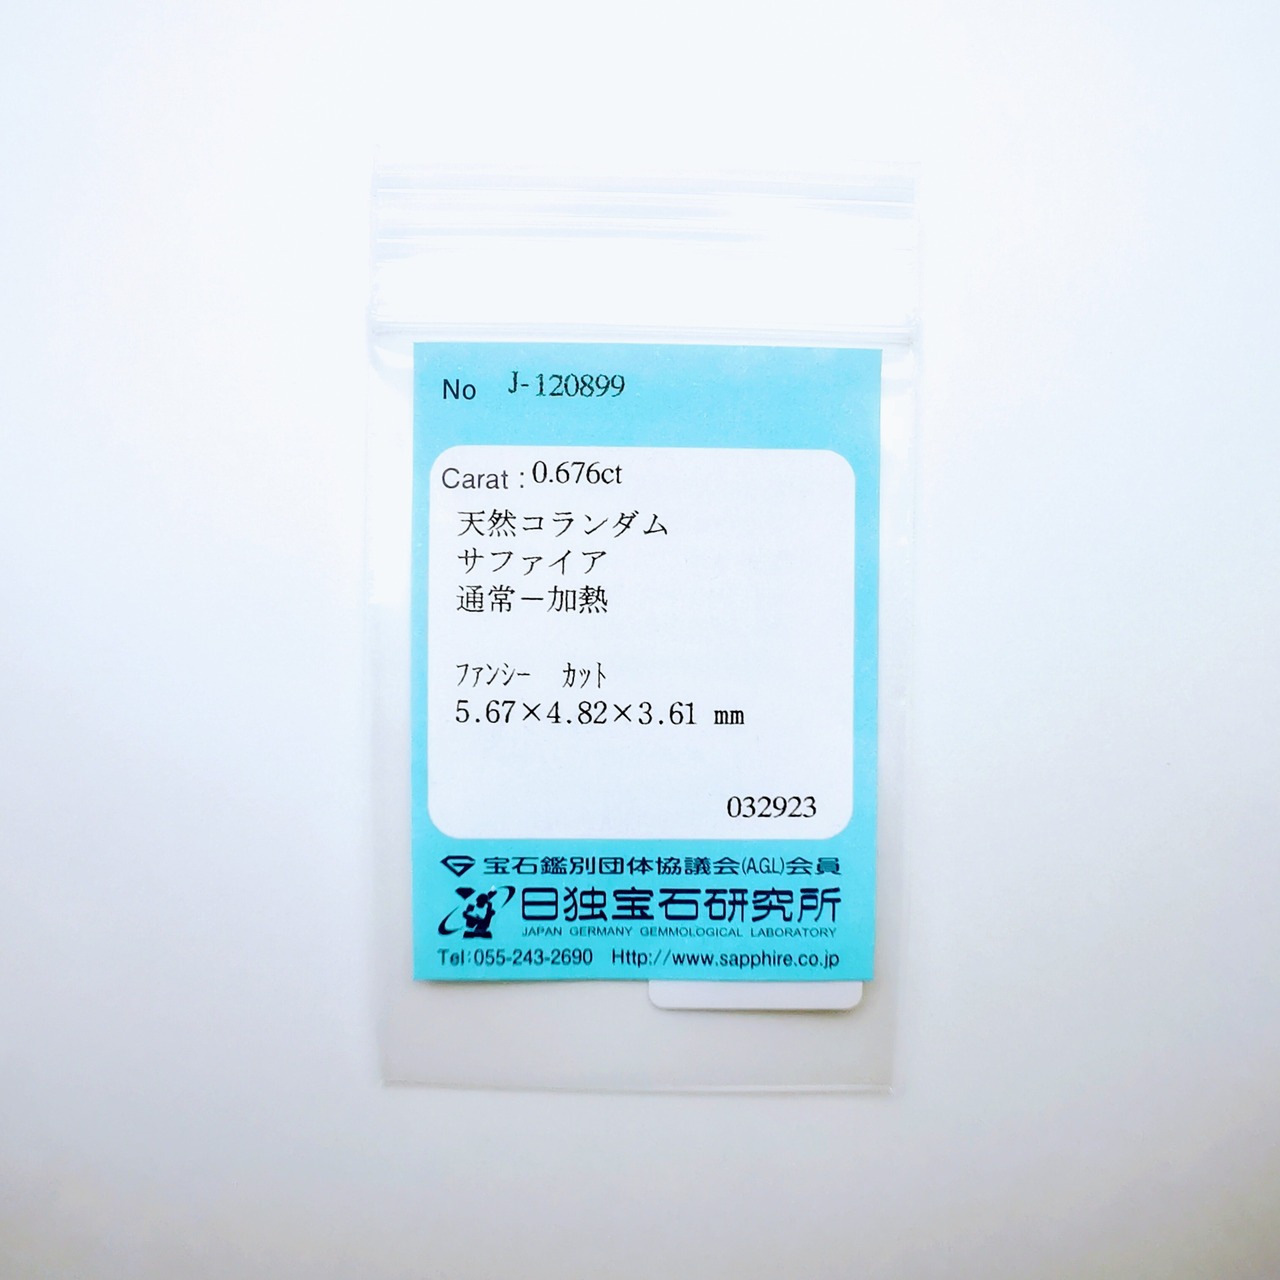 No J-120899
Carat : 0.676ct
天然コランダム
サファイア
通常－加熱
ファンシー カット
5.67×4.82×3.61 mm
032923
宝石鑑別団体協議会(AGL)会員
日独宝石研究所
JAPAN GERMANY GEMMOLOGICAL LABORATORY
Tel:055-243-2690 Http://www.sapphire.co.jp